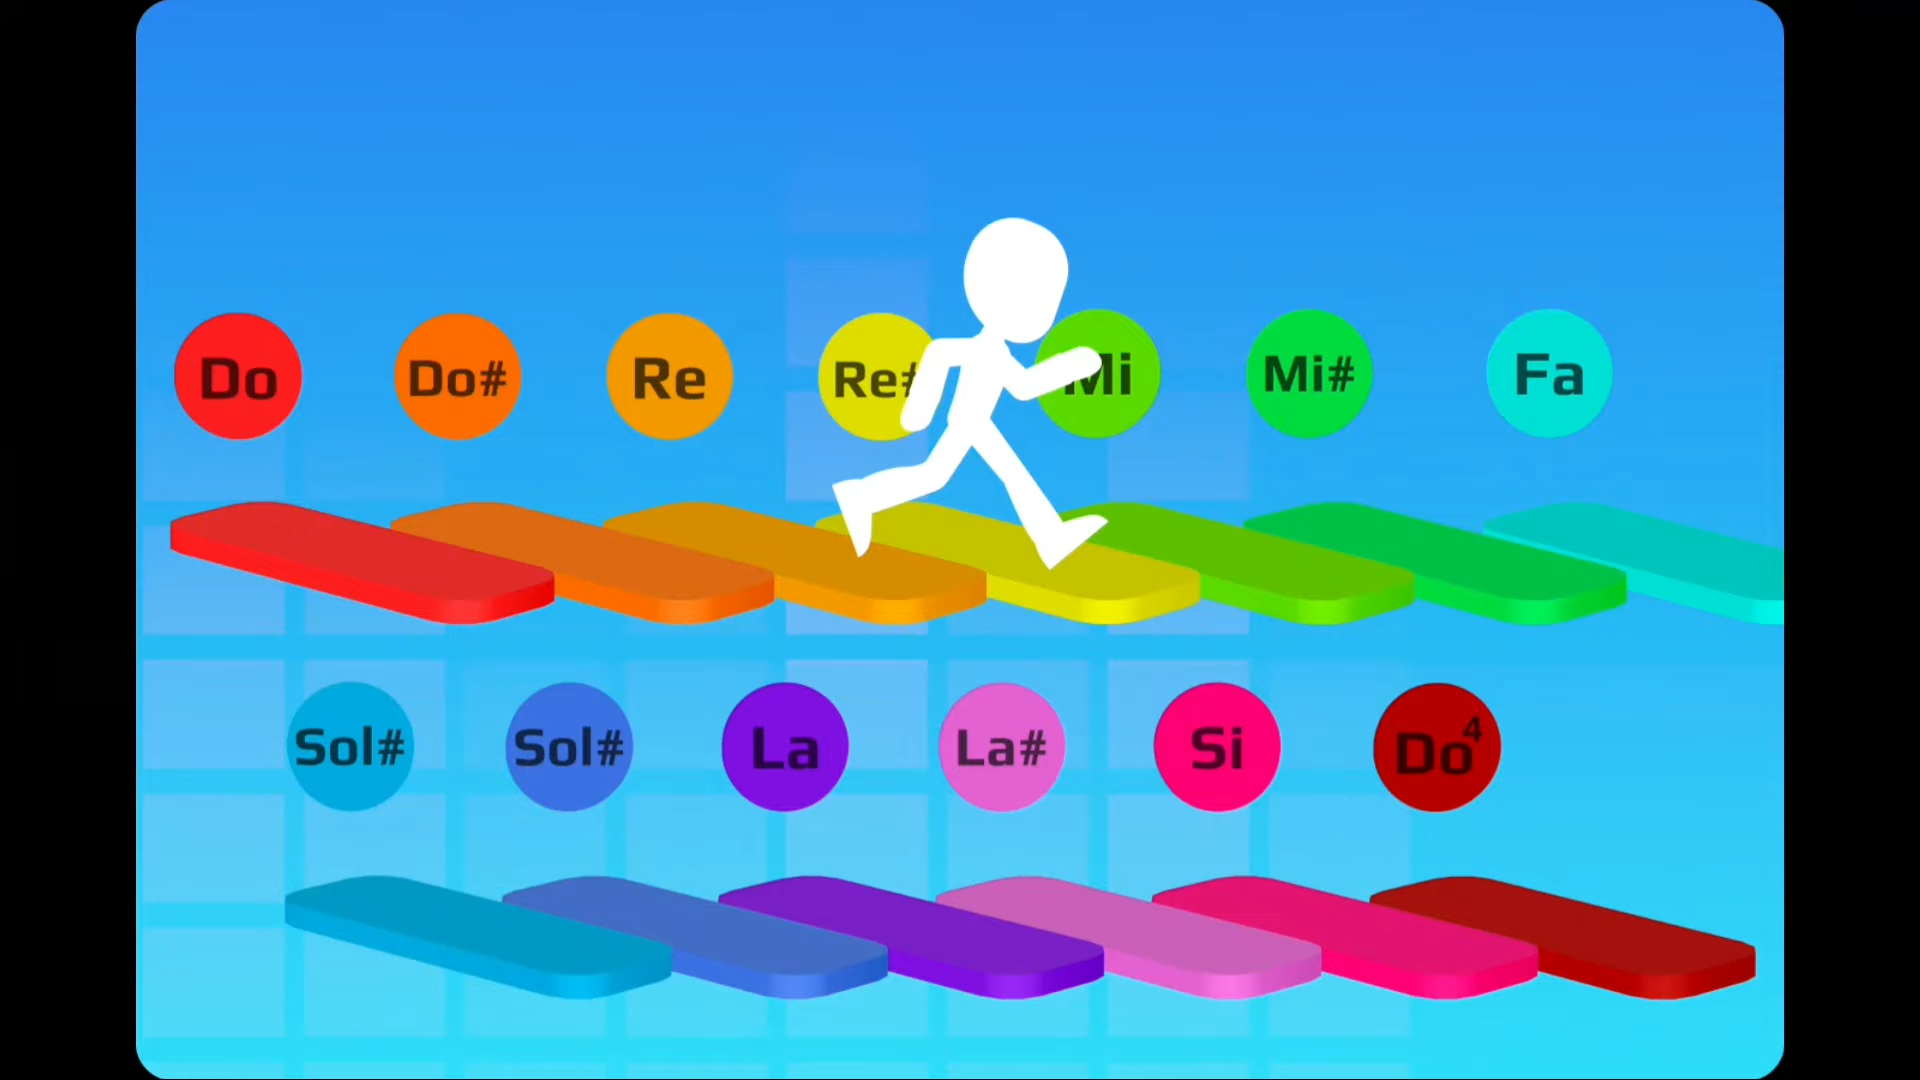 Do Do# Re Re# Mi Mi# Fa
Sol# Sol# La La# Si Do⁴